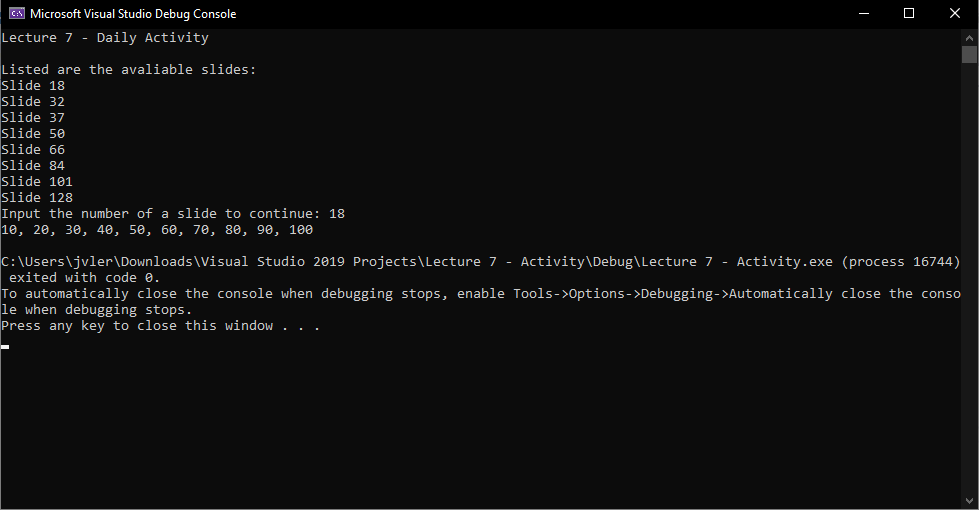 Microsoft Visual Studio Debug Console
Lecture 7 - Daily Activity
Listed are the avaliable slides:
Slide 18
Slide 32
Slide 37
Slide 50
Slide 66
Slide 84
Slide 101
Slide 128
Input the number of a slide to continue: 18
10, 20, 30, 40, 50, 60, 70, 80, 90, 100
C:\Users\jvler\Downloads\Visual Studio 2019 Projects\Lecture 7 - Activity\Debug\Lecture 7 - Activity.exe (process 16744)
exited with code 0.
To automatically close the console when debugging stops, enable Tools->Options->Debugging->Automatically close the conso
le when debugging stops.
Press any key to close this window . . .